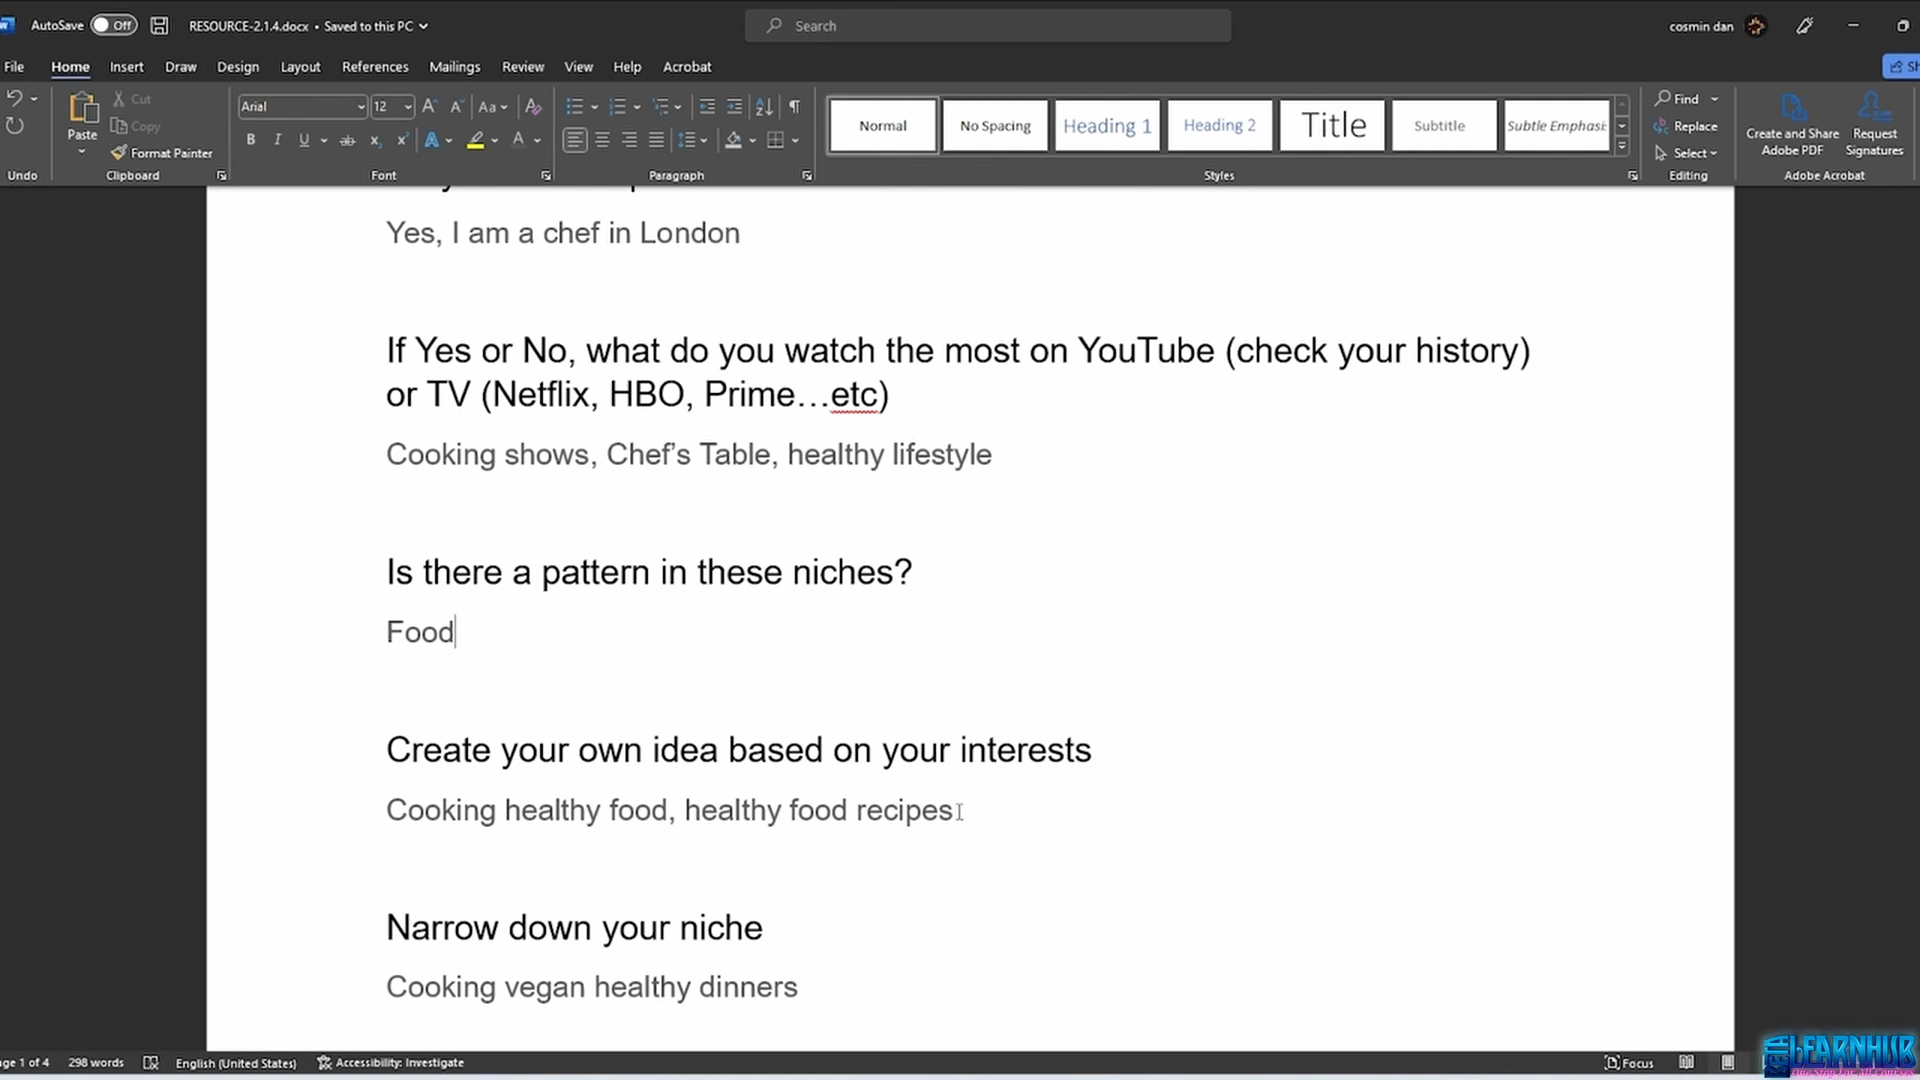 AutoSave Off RESOURCE-2.1.4.docx • Saved to this PC Search cosmin dan
File Home Insert Draw Design Layout References Mailings Review View Help Acrobat
Paste Cut Copy Format Painter
Arial 12
Normal No Spacing Heading 1 Heading 2 Title Subtitle Subtle Emphasis
Find Replace Select
Create and Share Adobe PDF
Request Signatures
Undo Clipboard Font Paragraph Styles Editing Adobe Acrobat
Yes, I am a chef in London
If Yes or No, what do you watch the most on YouTube (check your history)
or TV (Netflix, HBO, Prime…etc)
Cooking shows, Chef’s Table, healthy lifestyle
Is there a pattern in these niches?
Food
Create your own idea based on your interests
Cooking healthy food, healthy food recipes
Narrow down your niche
Cooking vegan healthy dinners
age 1 of 4 298 words English (United States) Accessibility: Investigate Focus
LEARNHUB